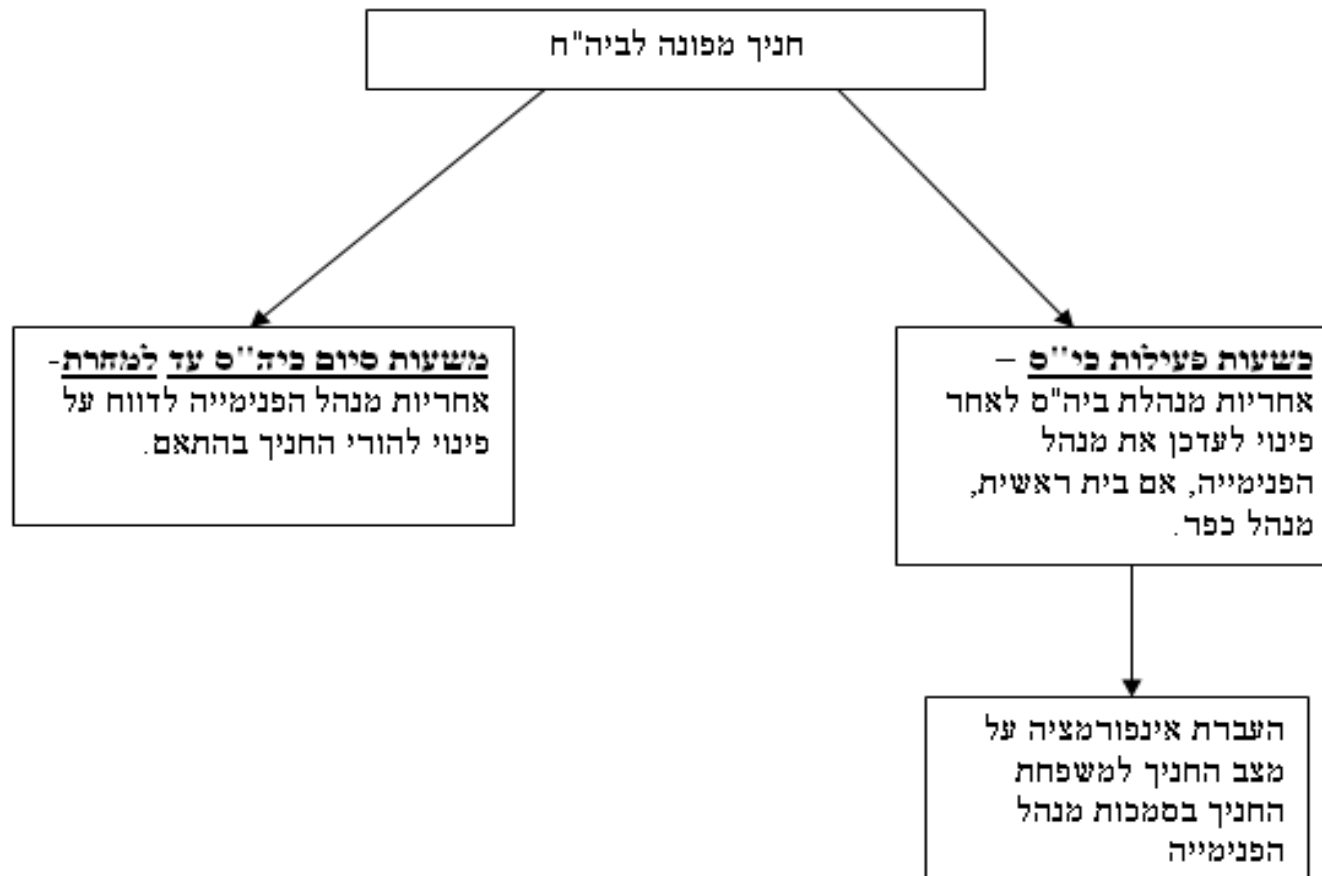 חניך מפונה לביה"ח
בשעות פעילות בי"ס –
אחריות מנהלת ביה"ס לאחר
פינוי לעדכן את מנהל
הפנימייה, אם בית ראשית,
מנהל כפר.
העברת אינפורמציה על
מצב החניך למשפחת
החניך בסמכות מנהל
הפנימייה
משעות סיום ביה"ס עד למחרת-
אחריות מנהל הפנימייה לדווח על
פינוי להורי החניך בהתאם.